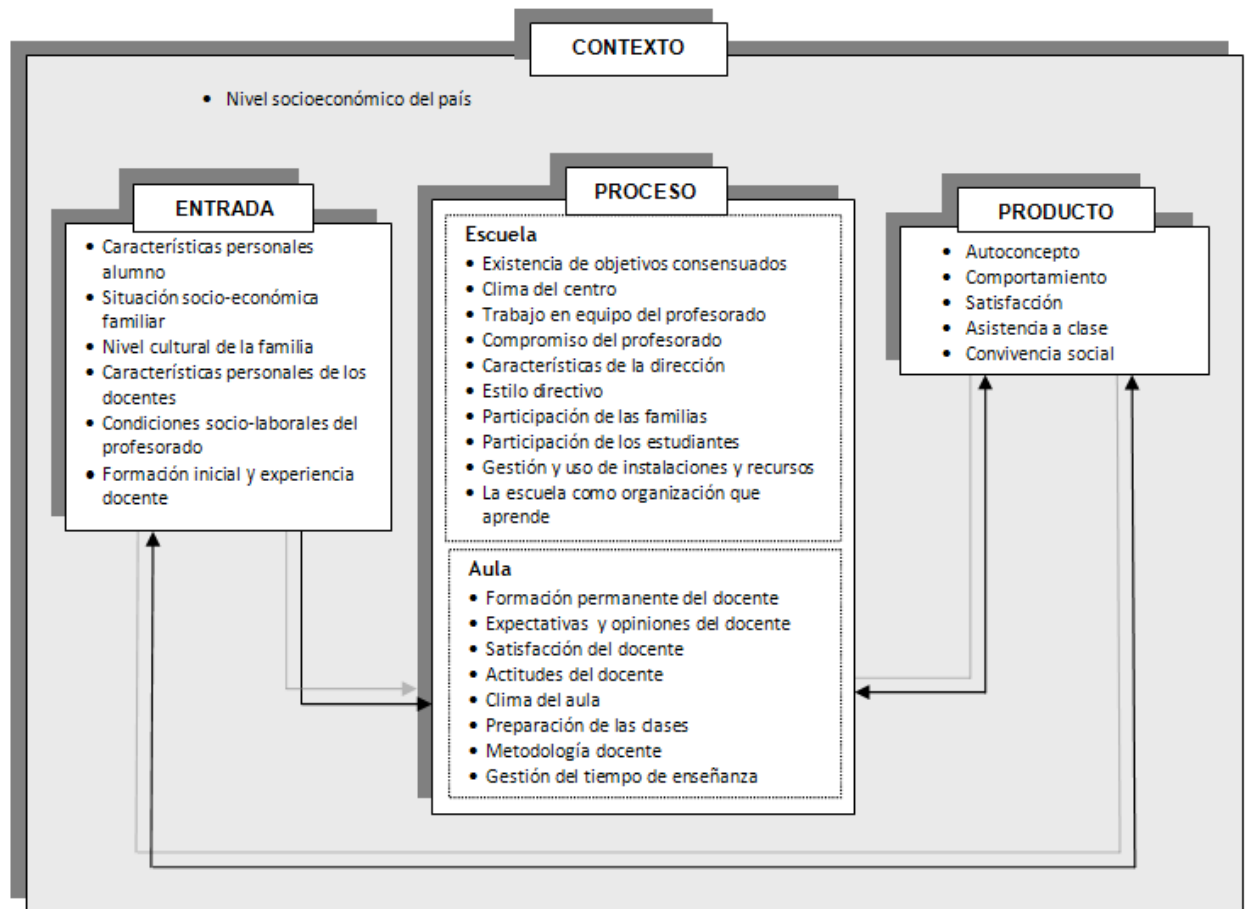 CONTEXTO
• Nivel socioeconómico del país
ENTRADA
• Características personales
alumno
• Situación socio-económica
familiar
• Nivel cultural de la familia
• Características personales de los
docentes
• Condiciones socio-laborales del
profesorado
• Formación inicial y experiencia
docente
PROCESO
Escuela
• Existencia de objetivos consensuados
• Clima del centro
• Trabajo en equipo del profesorado
• Compromiso del profesorado
• Características de la dirección
• Estilo directivo
• Participación de las familias
• Participación de los estudiantes
• Gestión y uso de instalaciones y recursos
• La escuela como organización que
aprende
Aula
• Formación permanente del docente
• Expectativas y opiniones del docente
• Satisfacción del docente
• Actitudes del docente
• Clima del aula
• Preparación de las clases
• Metodología docente
• Gestión del tiempo de enseñanza
PRODUCTO
• Autoconcepto
• Comportamiento
• Satisfacción
• Asistencia a clase
• Convivencia social